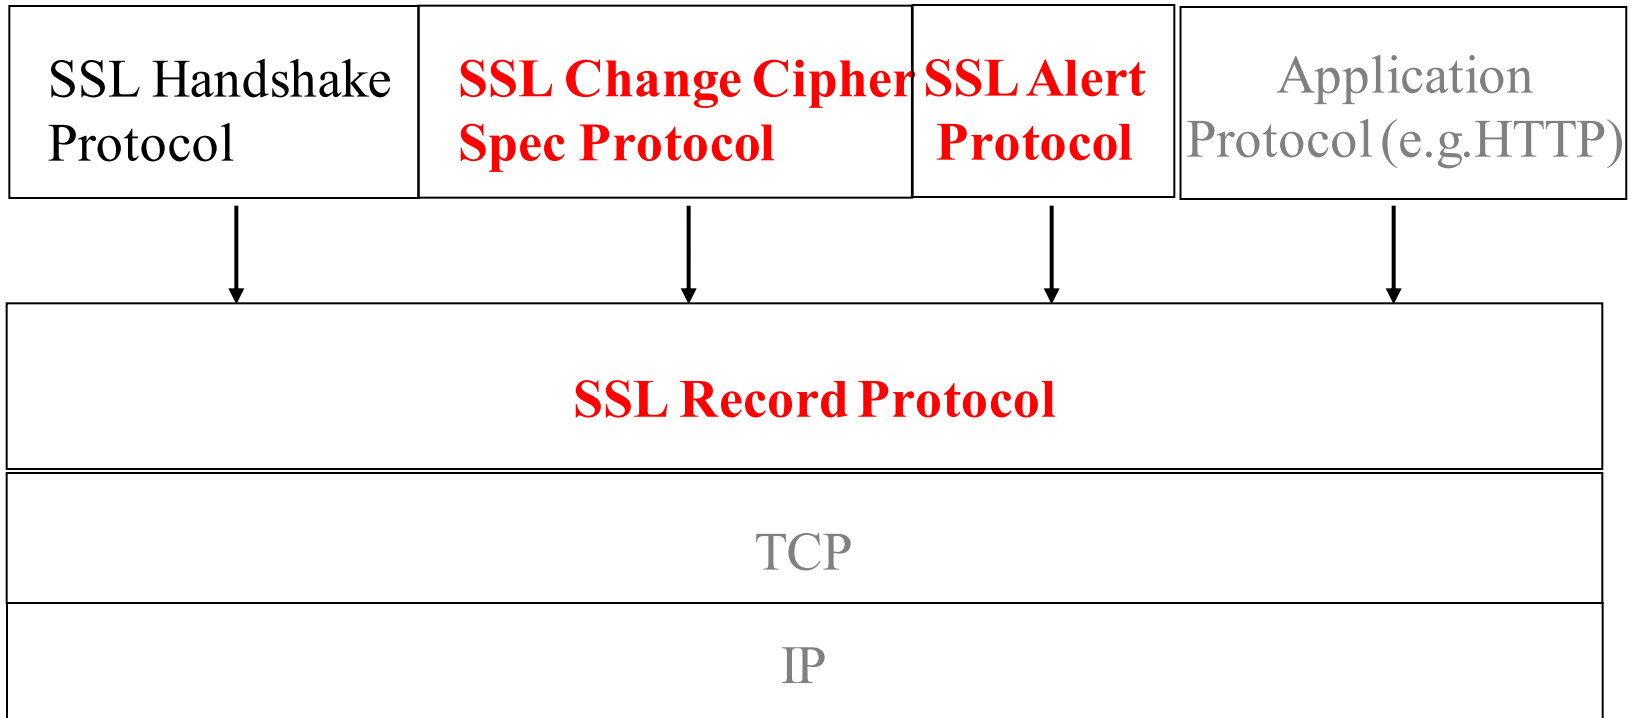 SSL Handshake
Protocol
SSL Change Cipher
Spec Protocol
SSL Alert
Protocol
Application
Protocol (e.g.HTTP)
SSL Record Protocol
TCP
IP